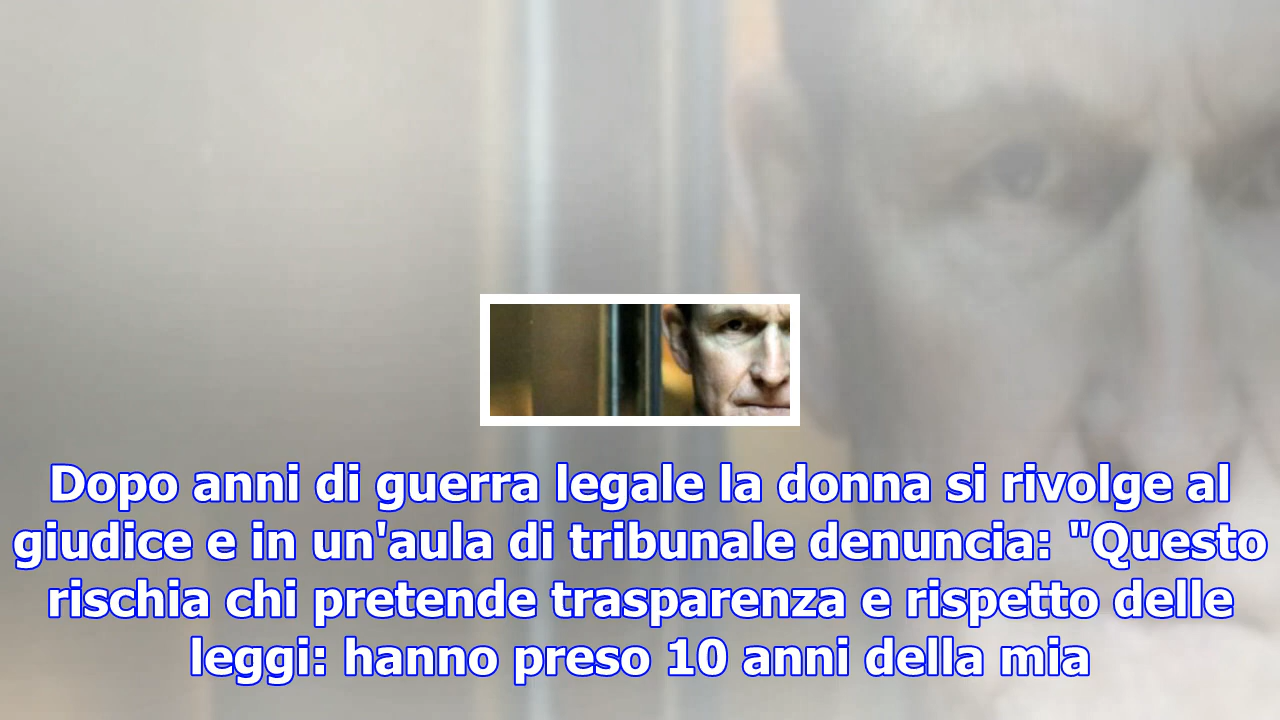 Dopo anni di guerra legale la donna si rivolge al
giudice e in un'aula di tribunale denuncia: "Questo
rischia chi pretende trasparenza e rispetto delle
leggi: hanno preso 10 anni della mia